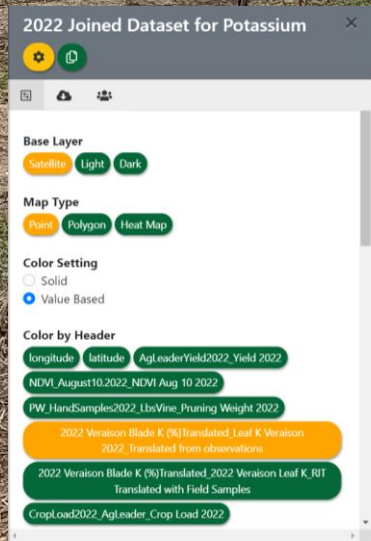 2022 Joined Dataset for Potassium
Base Layer
Satellite Light Dark
Map Type
Point Polygon Heat Map
Color Setting
Solid
Value Based
Color by Header
longitude latitude AgLeaderYield2022_Yield 2022
NDVI_August10.2022_NDVI Aug 10 2022
PW_HandSamples2022_LbsVine_Pruning Weight 2022
2022 Veraison Blade K (%)Translated_Leaf K Veraison
2022_Translated from observations
2022 Veraison Blade K (%)Translated_2022 Veraison Leaf K_RIT
Translated with Field Samples
CropLoad2022_AgLeader_Crop Load 2022